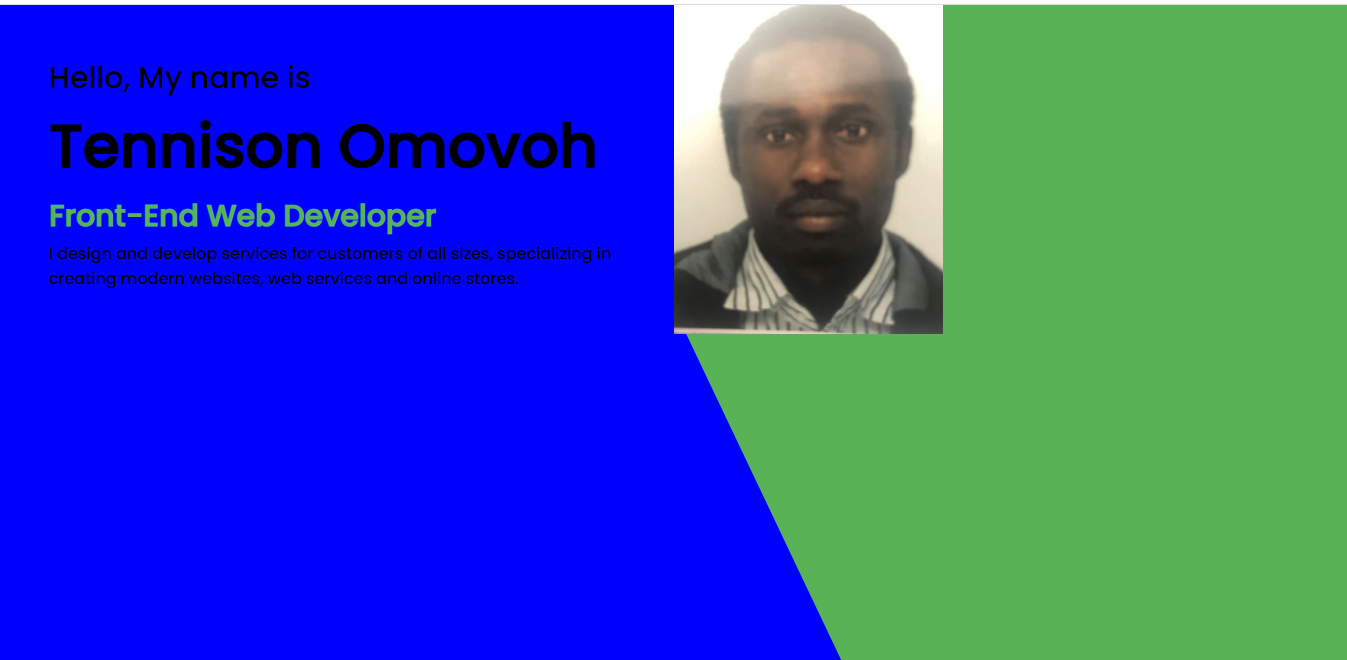 Hello, My name is
Tennison Omovoh
Front-End Web Developer
I design and develop services for customers of all sizes, specializing in
creating modern websites, web services and online stores.